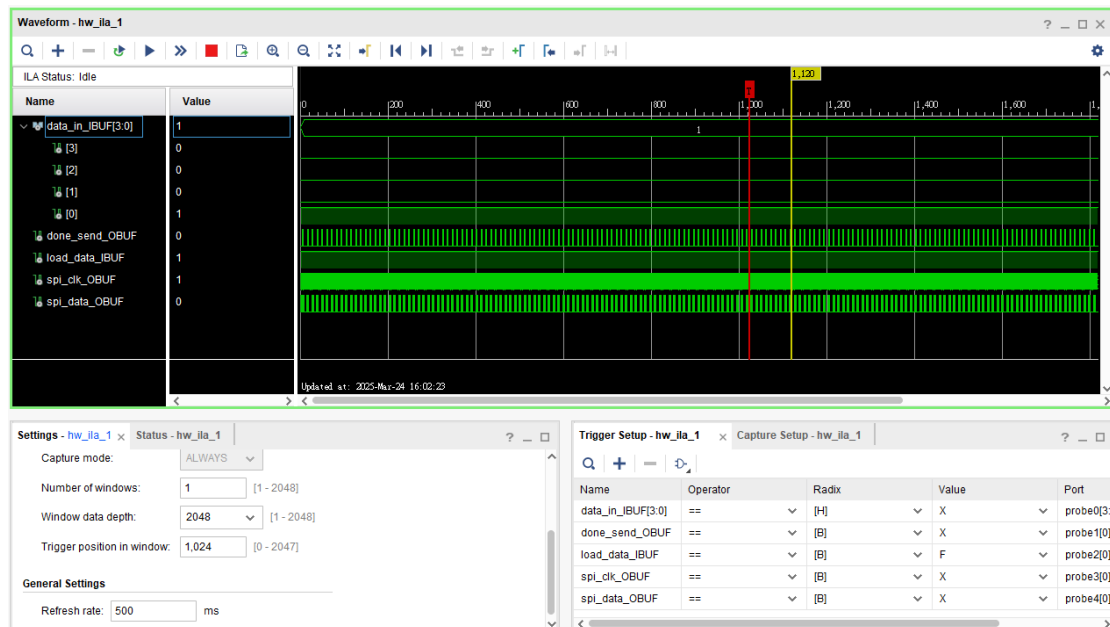 Waveform - hw_ila_1
ILA Status: Idle
Name Value
1,120
T
0 200 400 600 800 1,000 1,200 1,400 1,600
data_in_IBUF[3:0] 1 1
[3] 0
[2] 0
[1] 0
[0] 1
done_send_OBUF 0
load_data_IBUF 1
spi_clk_OBUF 1
spi_data_OBUF 0
Updated at: 2025-Mar-24 16:02:23
Settings - hw_ila_1 Status - hw_ila_1
Capture mode: ALWAYS
Number of windows: 1 [1 - 2048]
Window data depth: 2048 [1 - 2048]
Trigger position in window: 1,024 [0 - 2047]
General Settings
Refresh rate: 500 ms
Trigger Setup - hw_ila_1 Capture Setup - hw_ila_1
Name Operator Radix Value Port
data_in_IBUF[3:0] == [H] X probe0[3:
done_send_OBUF == [B] X probe1[0]
load_data_IBUF == [B] F probe2[0]
spi_clk_OBUF == [B] X probe3[0]
spi_data_OBUF == [B] X probe4[0]